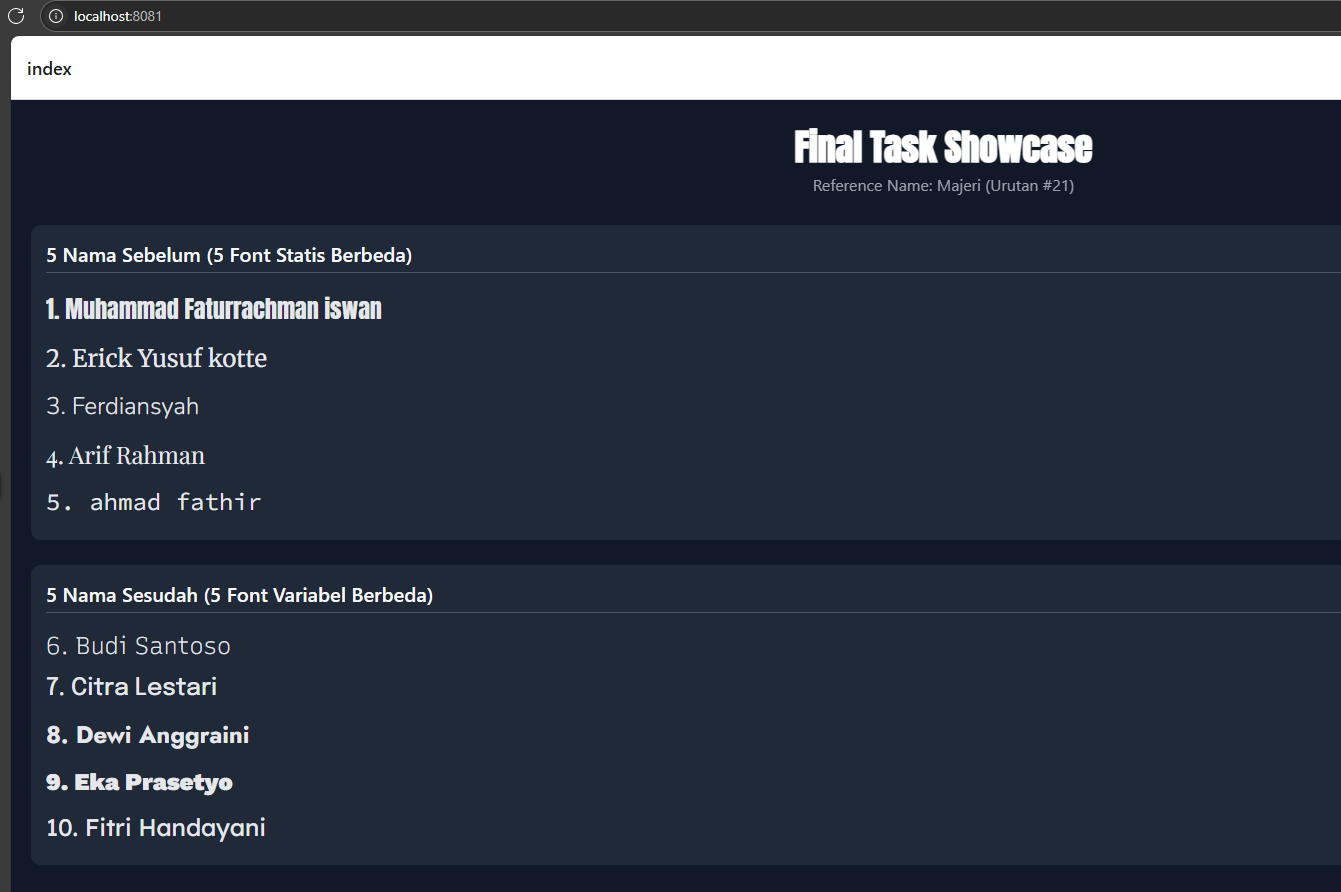 localhost:8081
index
Final Task Showcase
Reference Name: Majeri (Urutan #21)
5 Nama Sebelum (5 Font Statis Berbeda)
1. Muhammad Faturrachman iswan
2. Erick Yusuf kotte
3. Ferdiansyah
4. Arif Rahman
5. ahmad fathir
5 Nama Sesudah (5 Font Variabel Berbeda)
6. Budi Santoso
7. Citra Lestari
8. Dewi Anggraini
9. Eka Prasetyo
10. Fitri Handayani